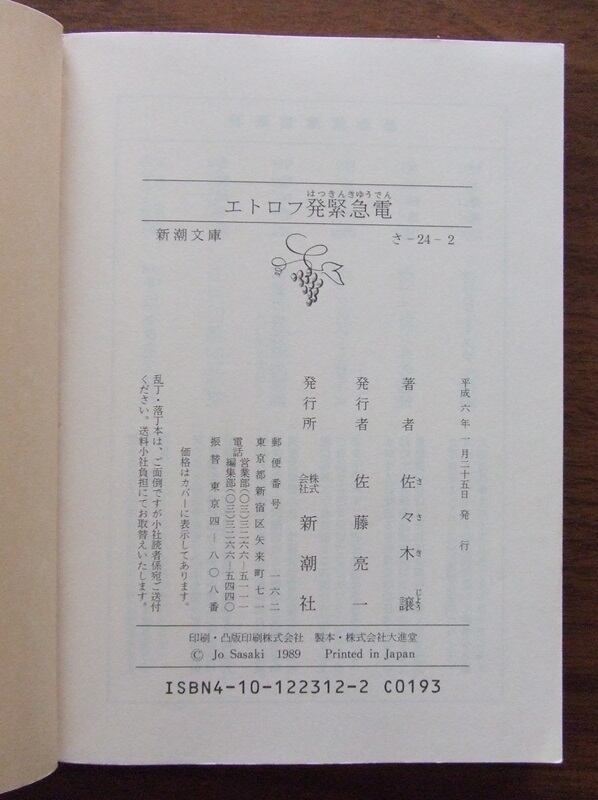 はつきんきゆうでん
エトロフ発緊急電
新潮文庫　さ-24-2
平成六年一月二十五日発行
著者　佐々木譲
ささきじよう
発行者　佐藤亮一
発行所　株式会社　新潮社
郵便番号　一六二
東京都新宿区矢来町七一
電話　営業部(〇三)三二六六—五一一一
編集部(〇三)三二六六—五四四〇
振替　東京四—八〇八番
価格はカバーに表示してあります。
乱丁・落丁本は、ご面倒ですが小社読者係宛ご送付
ください。送料小社負担にてお取替えいたします。
印刷・凸版印刷株式会社　製本・株式会社大進堂
© Jo Sasaki 1989　Printed in Japan
ISBN4-10-122312-2 C0193